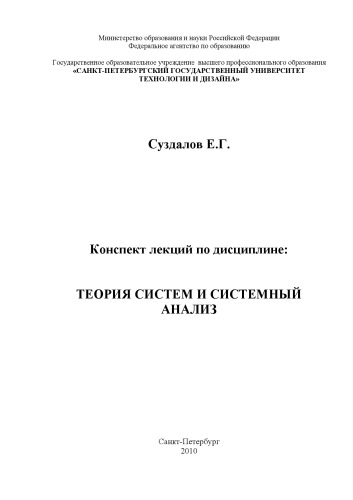 Министерство образования и науки Российской Федерации
Федеральное агентство по образованию
Государственное образовательное учреждение высшего профессионального образования
«САНКТ-ПЕТЕРБУРГСКИЙ ГОСУДАРСТВЕННЫЙ УНИВЕРСИТЕТ
ТЕХНОЛОГИИ И ДИЗАЙНА»
Суздалов Е.Г.
Конспект лекций по дисциплине:
ТЕОРИЯ СИСТЕМ И СИСТЕМНЫЙ
АНАЛИЗ
Санкт-Петербург
2010